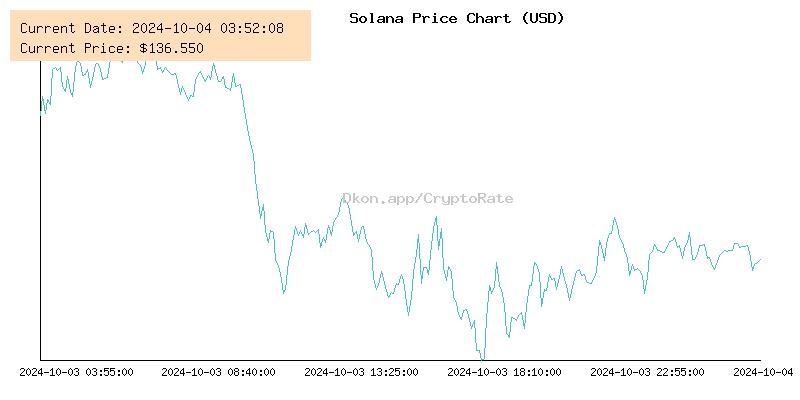 Solana Price Chart (USD)
Current Date: 2024-10-04 03:52:08
Current Price: $136.550
Dkon.app/CryptoRate
2024-10-03 03:55:00 2024-10-03 08:40:00 2024-10-03 13:25:00 2024-10-03 18:10:00 2024-10-03 22:55:00 2024-10-04